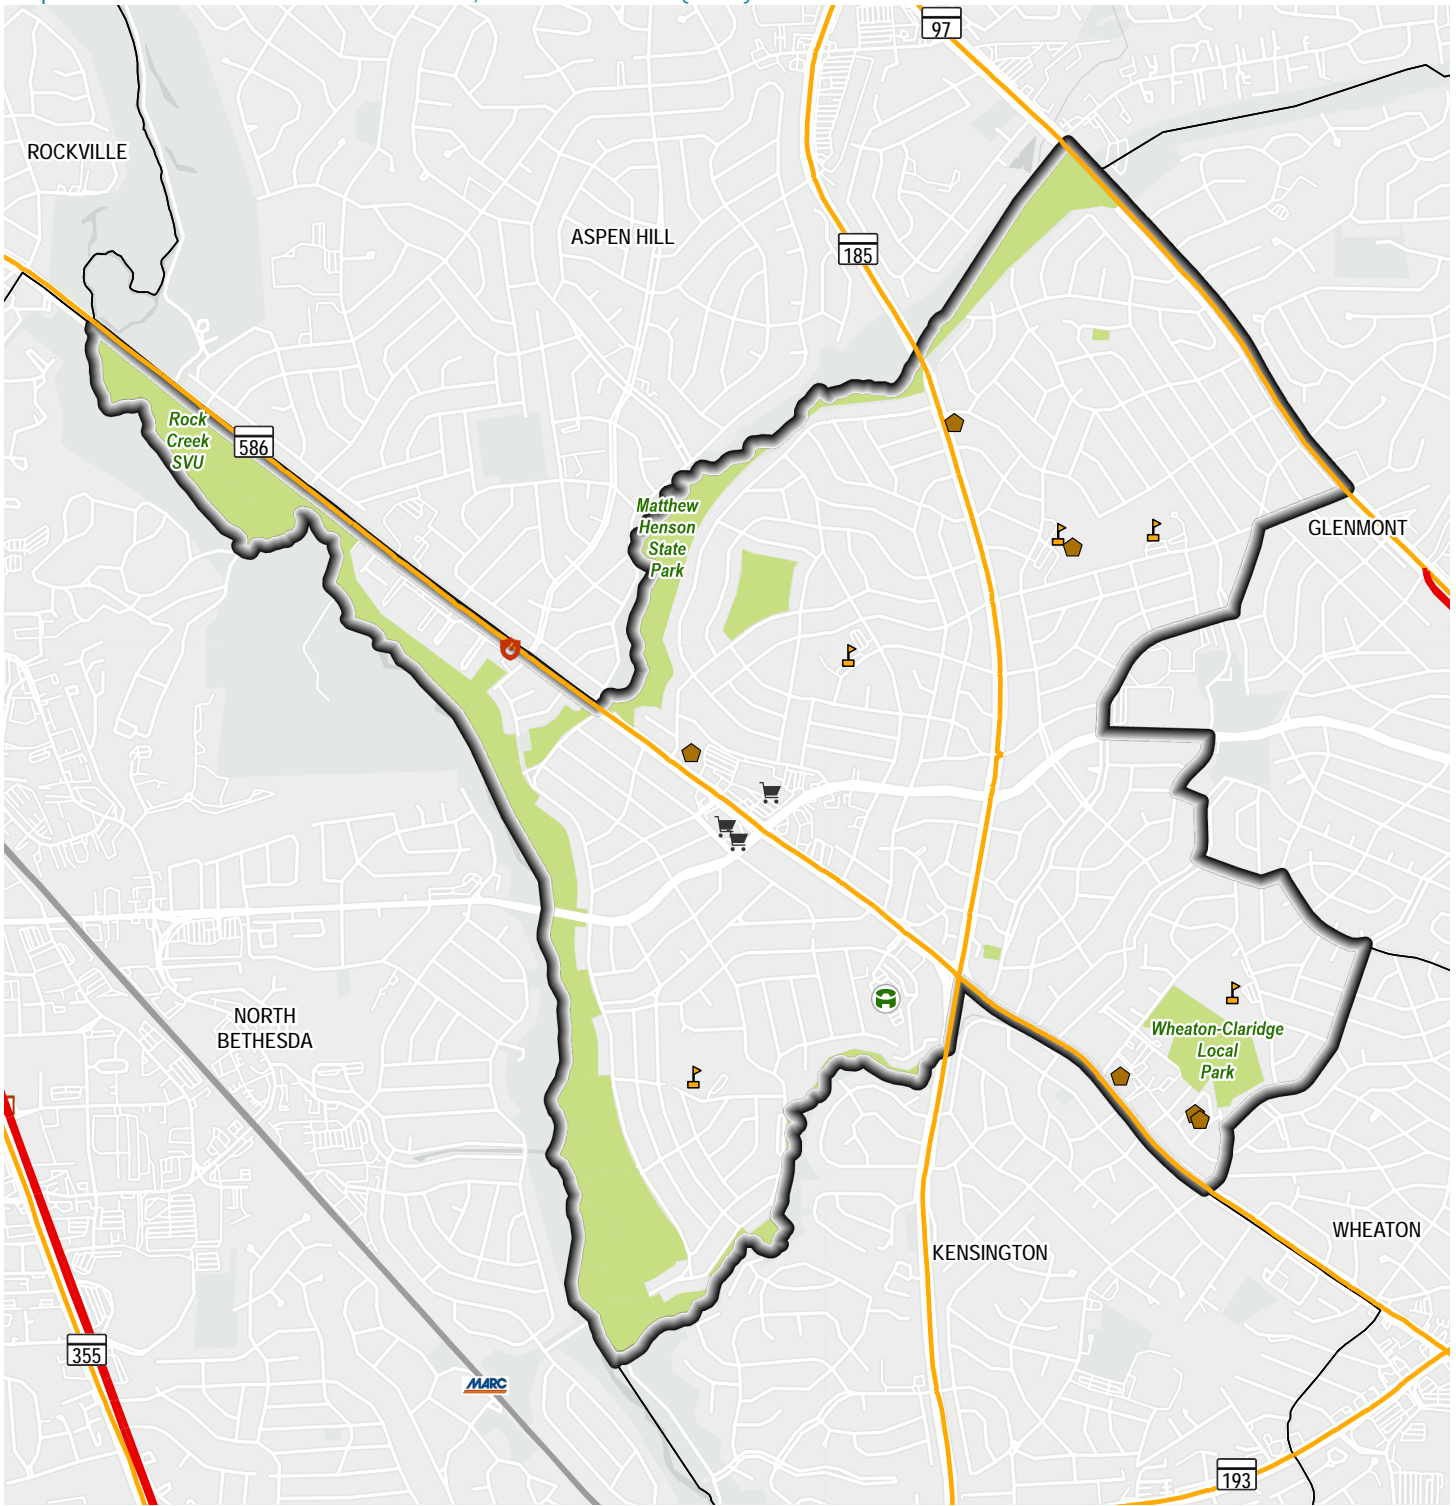 97
ROCKVILLE
ASPEN HILL
185
Rock
Creek
SVU
586
Matthew
Henson
State
Park
GLENMONT
NORTH
BETHESDA
Wheaton-Claridge
Local
Park
WHEATON
KENSINGTON
355
MARC
193